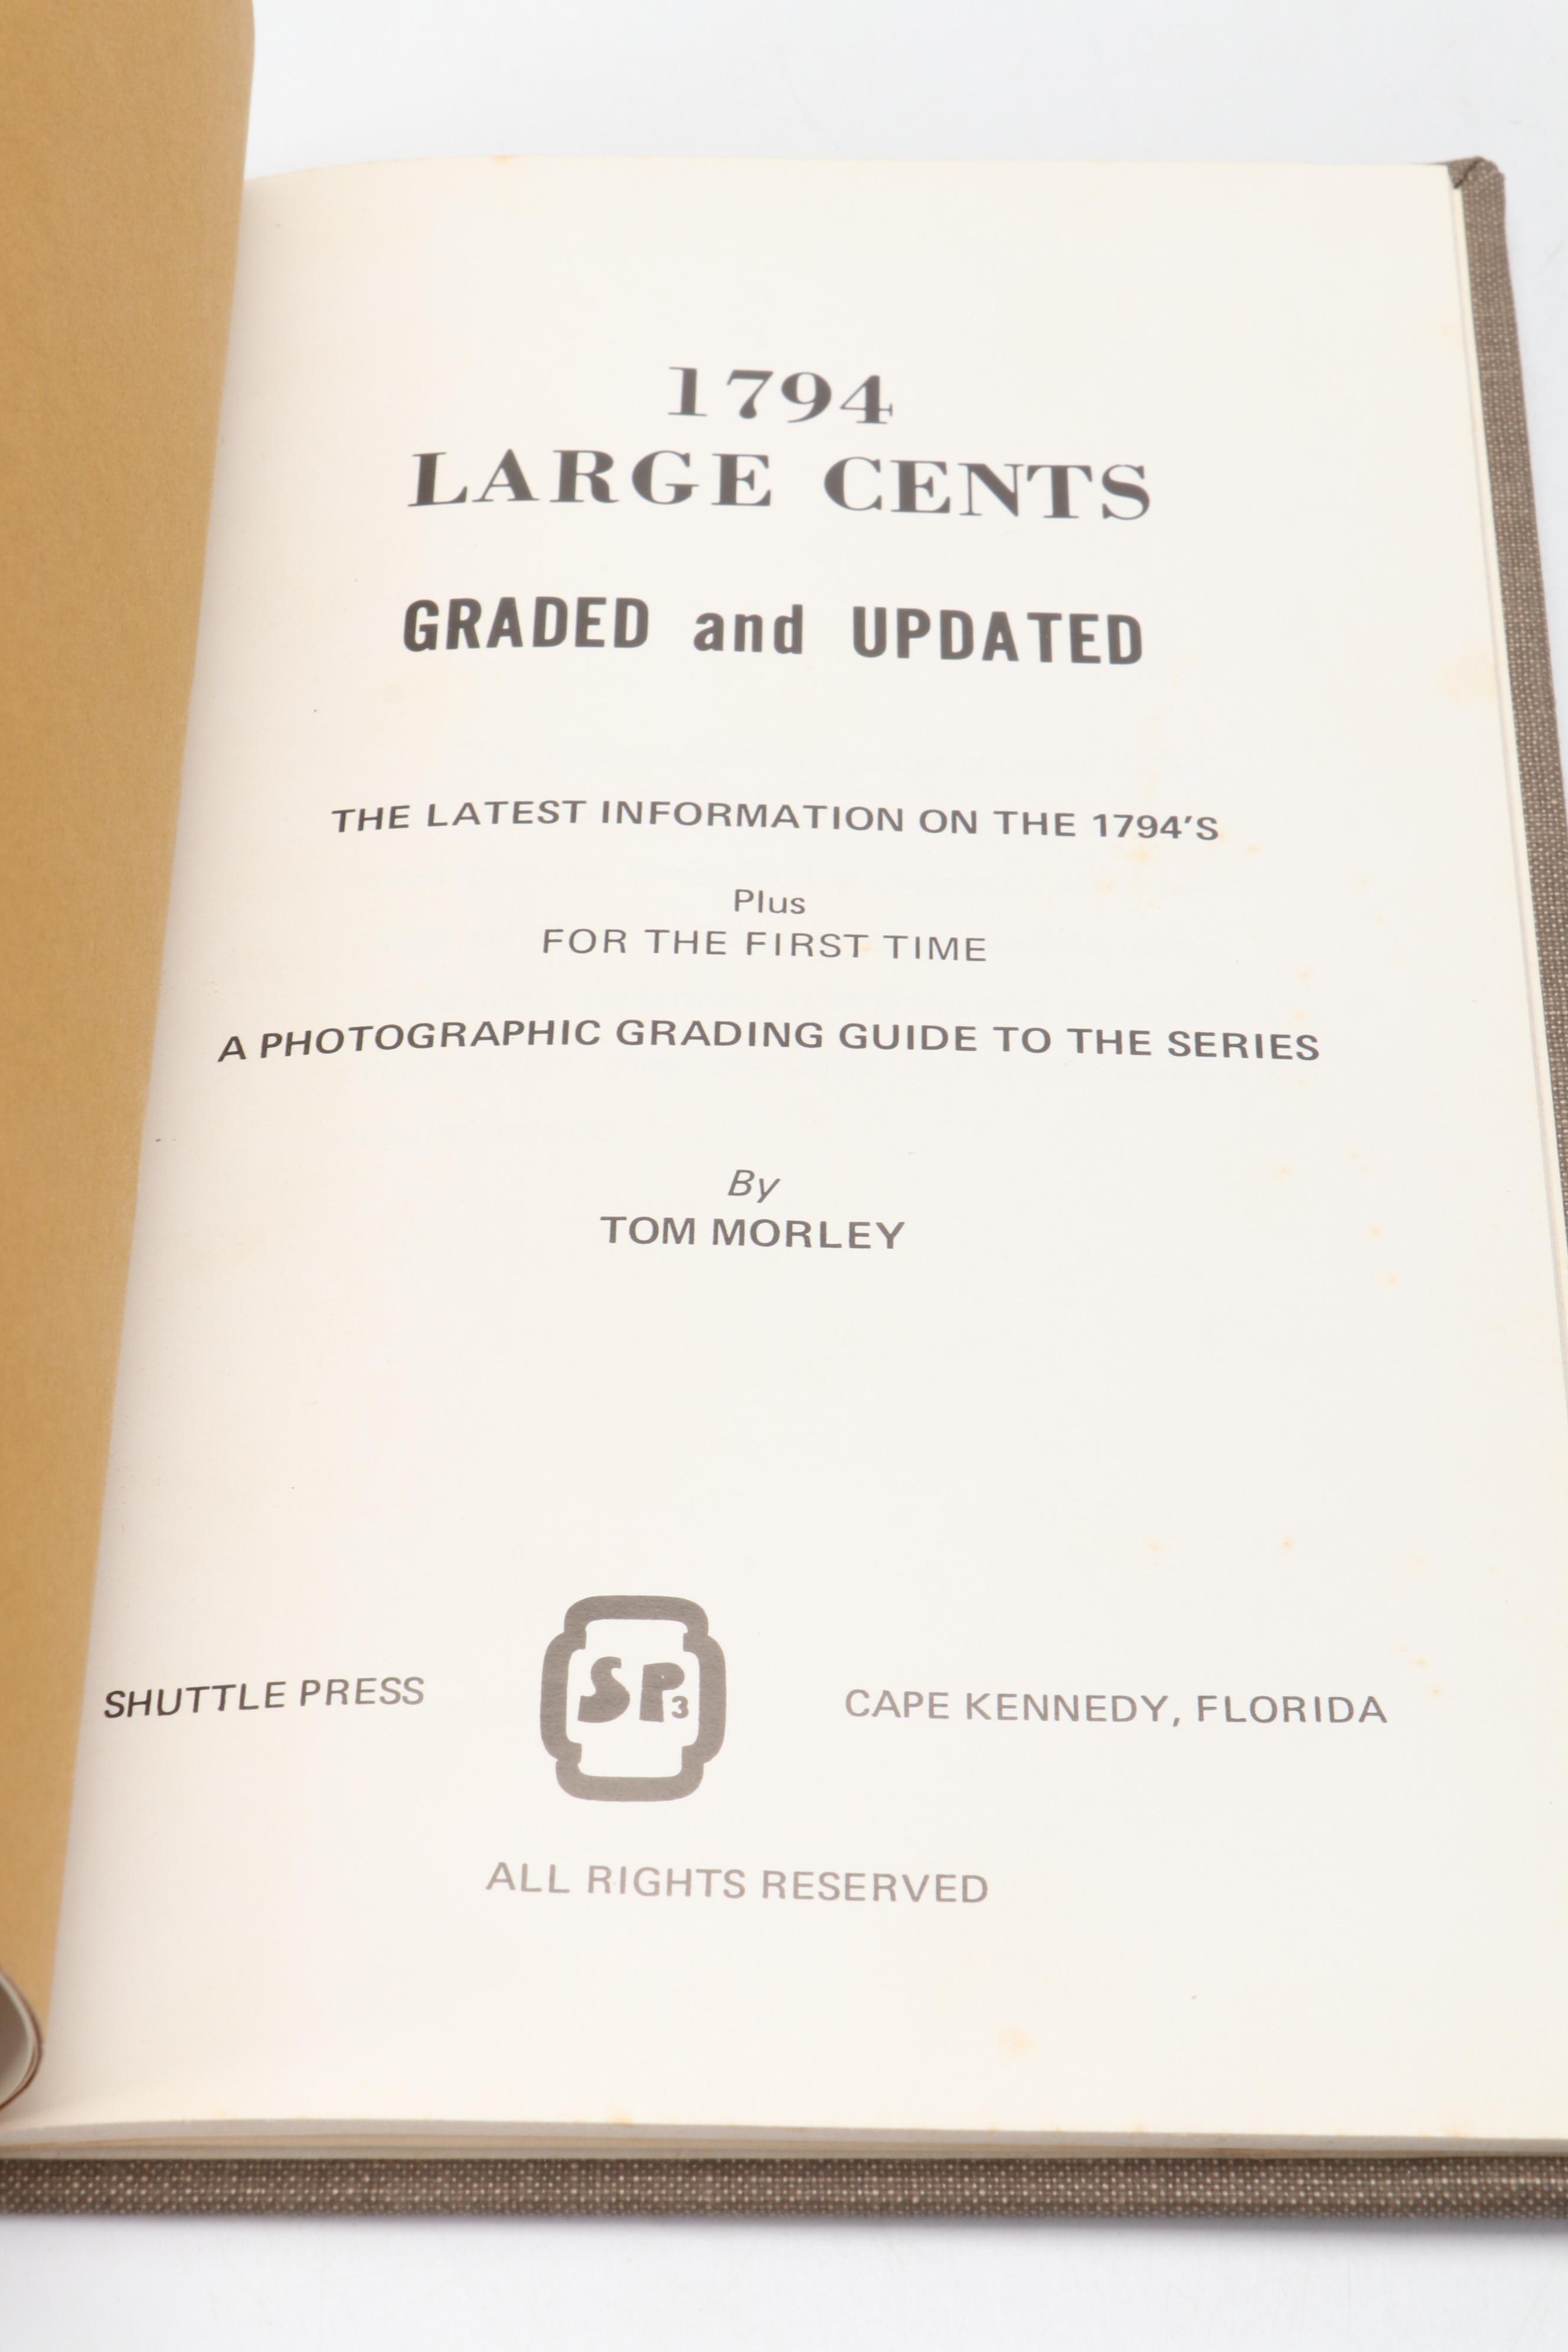 1794
LARGE CENTS
GRADED and UPDATED
THE LATEST INFORMATION ON THE 1794'S
Plus
FOR THE FIRST TIME
A PHOTOGRAPHIC GRADING GUIDE TO THE SERIES
By
TOM MORLEY
SHUTTLE PRESS SP3 CAPE KENNEDY, FLORIDA
ALL RIGHTS RESERVED